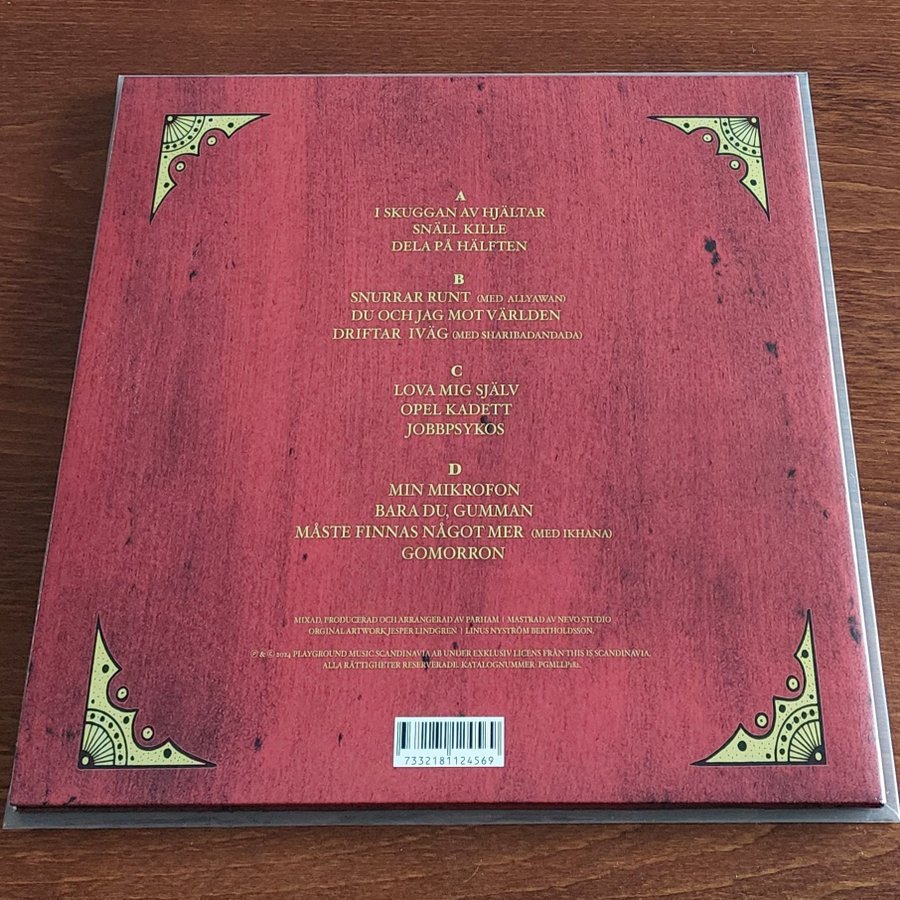 A
I SKUGGAN AV HJÄLTAR
SNÄLL KILLE
DELA PÅ HÄLFTEN
B
SNURRAR RUNT (MED ALLYAWAN)
DU OCH JAG MOT VÄRLDEN
DRIFTAR IVÄG (MED SHARIBADANDADA)
C
LOVA MIG SJÄLV
OPEL KADETT
JOBBPSYKOS
D
MIN MIKROFON
BARA DU, GUMMAN
MÅSTE FINNAS NÅGOT MER (MED IKHANA)
GOMORRON
MIXAD, PRODUCERAD OCH ARRANGERAD AV PARHAM | MASTRAD AV NEVO STUDIO
ORGINAL ARTWORK JESPER LINDGREN | LINUS NYSTRÖM BERTHOLDSSON.
℗ & © 2024 PLAYGROUND MUSIC SCANDINAVIA AB UNDER EXKLUSIV LICENS FRÅN THIS IS SCANDINAVIA.
ALLA RÄTTIGHETER RESERVERADE. KATALOGNUMMER: PGMLLP182.
7332181124569